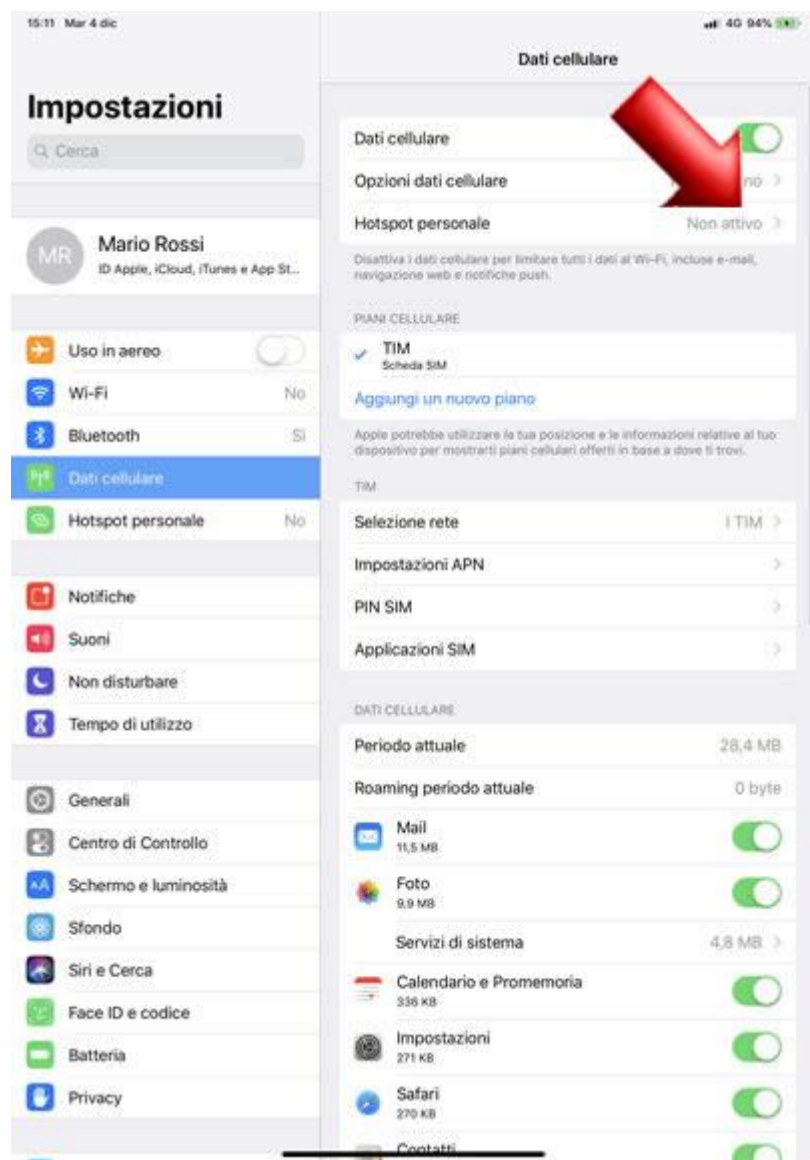 15:11 Mar 4 dic
4G 94%
Impostazioni
Cerca
MR
Mario Rossi
ID Apple, iCloud, iTunes e App St...
Uso in aereo
Wi-Fi No
Bluetooth Sì
Dati cellulare
Hotspot personale No
Notifiche
Suoni
Non disturbare
Tempo di utilizzo
Generali
Centro di Controllo
AA
Schermo e luminosità
Sfondo
Siri e Cerca
Face ID e codice
Batteria
Privacy
Dati cellulare
Dati cellulare
Opzioni dati cellulare
Hotspot personale Non attivo
Disattiva i dati cellulare per limitare tutti i dati al Wi-Fi, incluse e-mail,
navigazione web e notifiche push.
PIANI CELLULARE
TIM
Scheda SIM
Aggiungi un nuovo piano
Apple potrebbe utilizzare la tua posizione e le informazioni relative al tuo
dispositivo per mostrarti piani cellulari offerti in base a dove ti trovi.
TIM
Selezione rete I TIM
Impostazioni APN
PIN SIM
Applicazioni SIM
DATI CELLULARE
Periodo attuale 28,4 MB
Roaming periodo attuale 0 byte
Mail
11,5 MB
Foto
9,9 MB
Servizi di sistema 4,8 MB
Calendario e Promemoria
336 KB
Impostazioni
271 KB
Safari
270 KB
Contatti